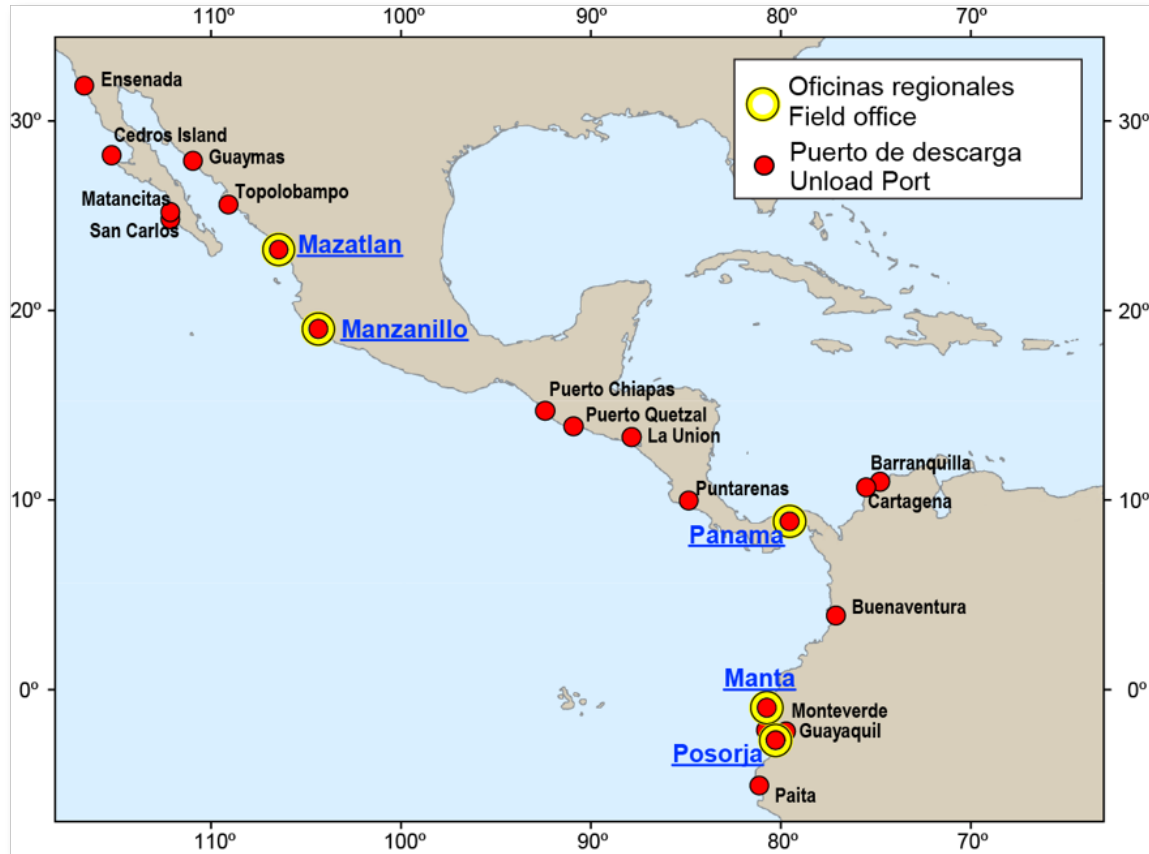 110º 100º 90º 80º 70º
Oficinas regionales
Field office
Puerto de descarga
Unload Port
Ensenada
30º 30º
Cedros Island
Guaymas
Matancitas
Topolobampo
San Carlos
Mazatlan
20º 20º
Manzanillo
Puerto Chiapas
Puerto Quetzal
La Union
Barranquilla
Puntarenas
Cartagena
10º 10º
Panama
Buenaventura
Manta
0º 0º
Monteverde
Guayaquil
Posorja
Paita
110º 100º 90º 80º 70º